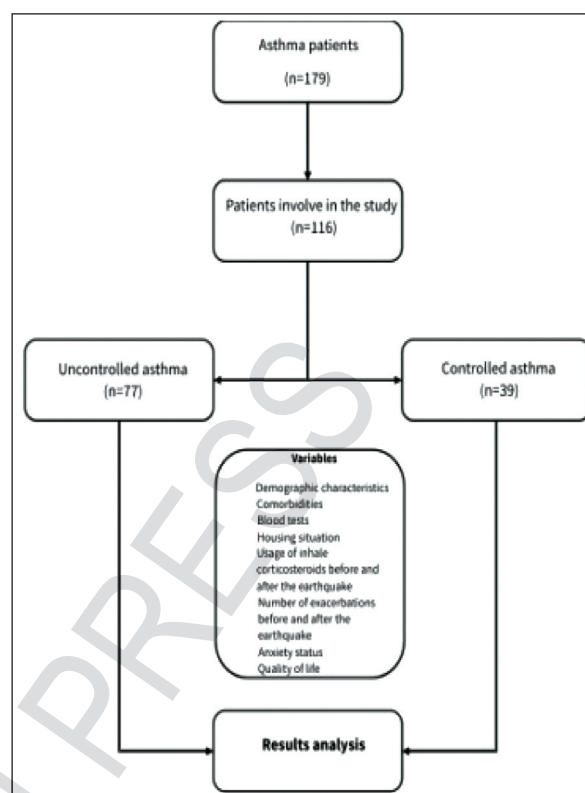 Asthma patients
(n=179)
Patients involve in the study
(n=116)
Uncontrolled asthma
(n=77)
Controlled asthma
(n=39)
Variables
Demographic characteristics
Comorbidities
Blood tests
Housing situation
Usage of inhale
corticosteroids before and
after the earthquake
Number of exacerbations
before and after the
earthquake
Anxiety status
Quality of life
Results analysis
PRESS